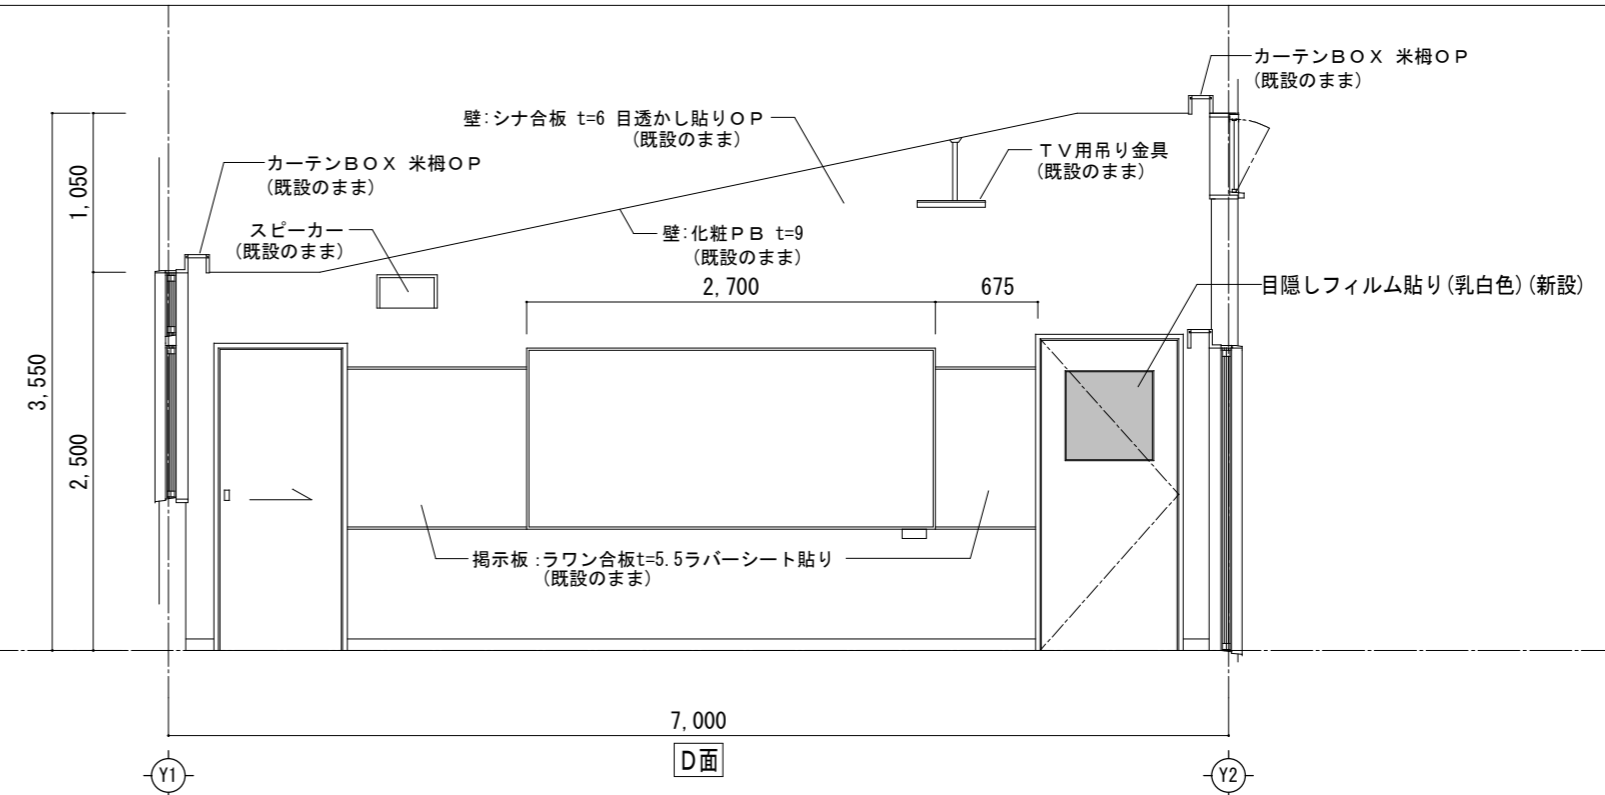 カーテンBOX 米栂OP
(既設のまま)
壁:シナ合板 t=6 目透かし貼りOP
(既設のまま)
TV用吊り金具
(既設のまま)
カーテンBOX 米栂OP
(既設のまま)
1,050
スピーカー
(既設のまま)
壁:化粧PB t=9
(既設のまま)
2,700
675
目隠しフィルム貼り(乳白色)(新設)
3,550
2,500
掲示板:ラワン合板t=5.5ラバーシート貼り
(既設のまま)
7,000
D面
Y1
Y2